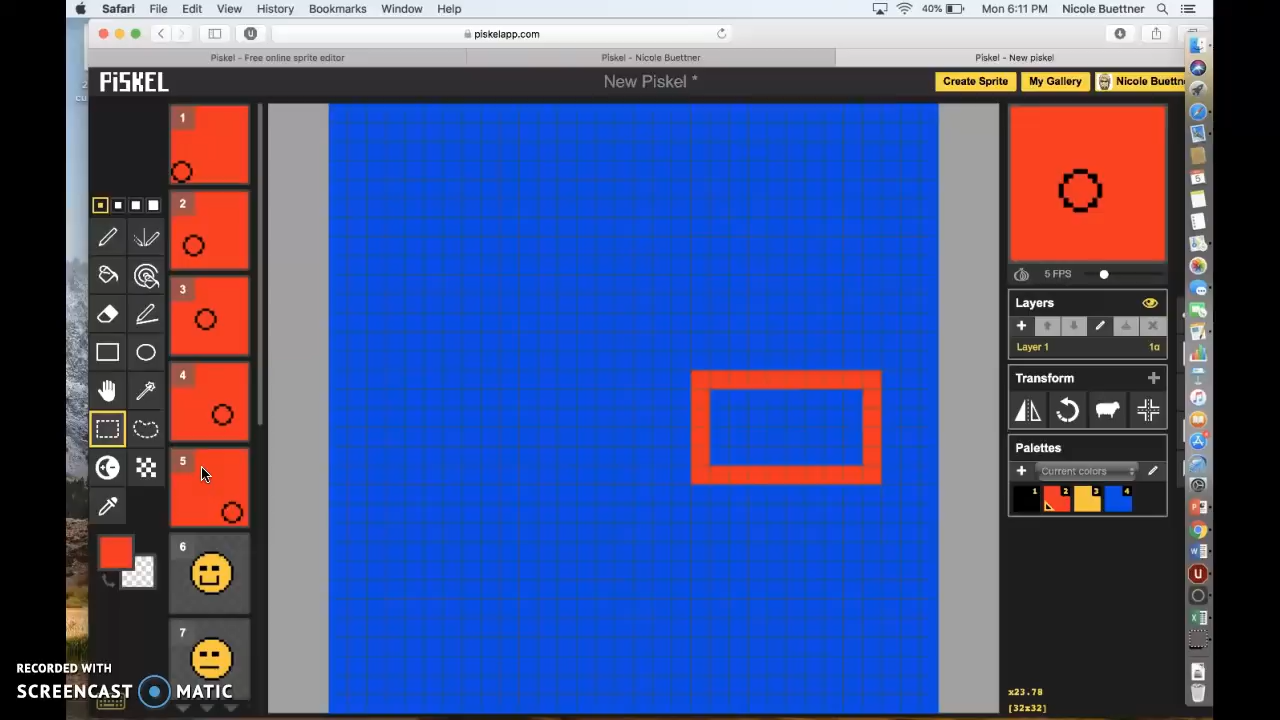 Safari File Edit View History Bookmarks Window Help 40% Mon 6:11 PM Nicole Buettner
piskelapp.com
Piskel - Free online sprite editor Piskel - Nicole Buettner Piskel - New piskel
PiSKEL New Piskel * Create Sprite My Gallery Nicole Buettne
1
2
3
4
5
6
7
5 FPS
Layers
Layer 1 1α
Transform
Palettes
Current colors
1 2 3 4
x23.78
[32x32]
RECORDED WITH
SCREENCAST MATIC